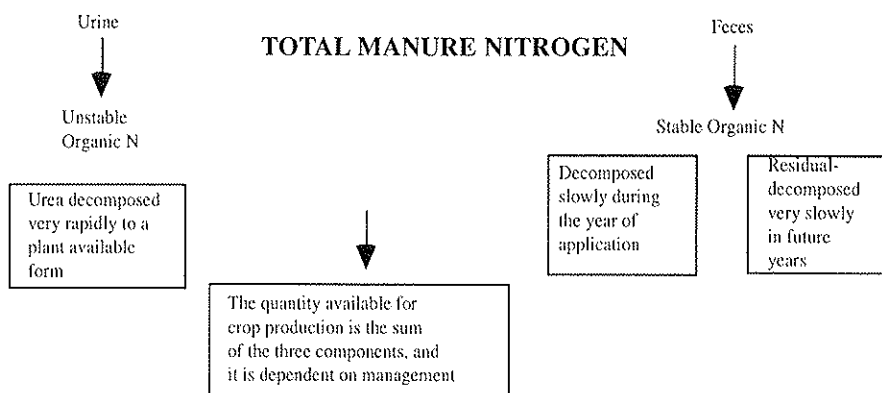 Urine
TOTAL MANURE NITROGEN
Feces
Unstable
Organic N
Stable Organic N
Urea decomposed
very rapidly to a
plant available
form
Decomposed
slowly during
the year of
application
Residual-
decomposed
very slowly
in future
years
The quantity available for
crop production is the sum
of the three components, and
it is dependent on management